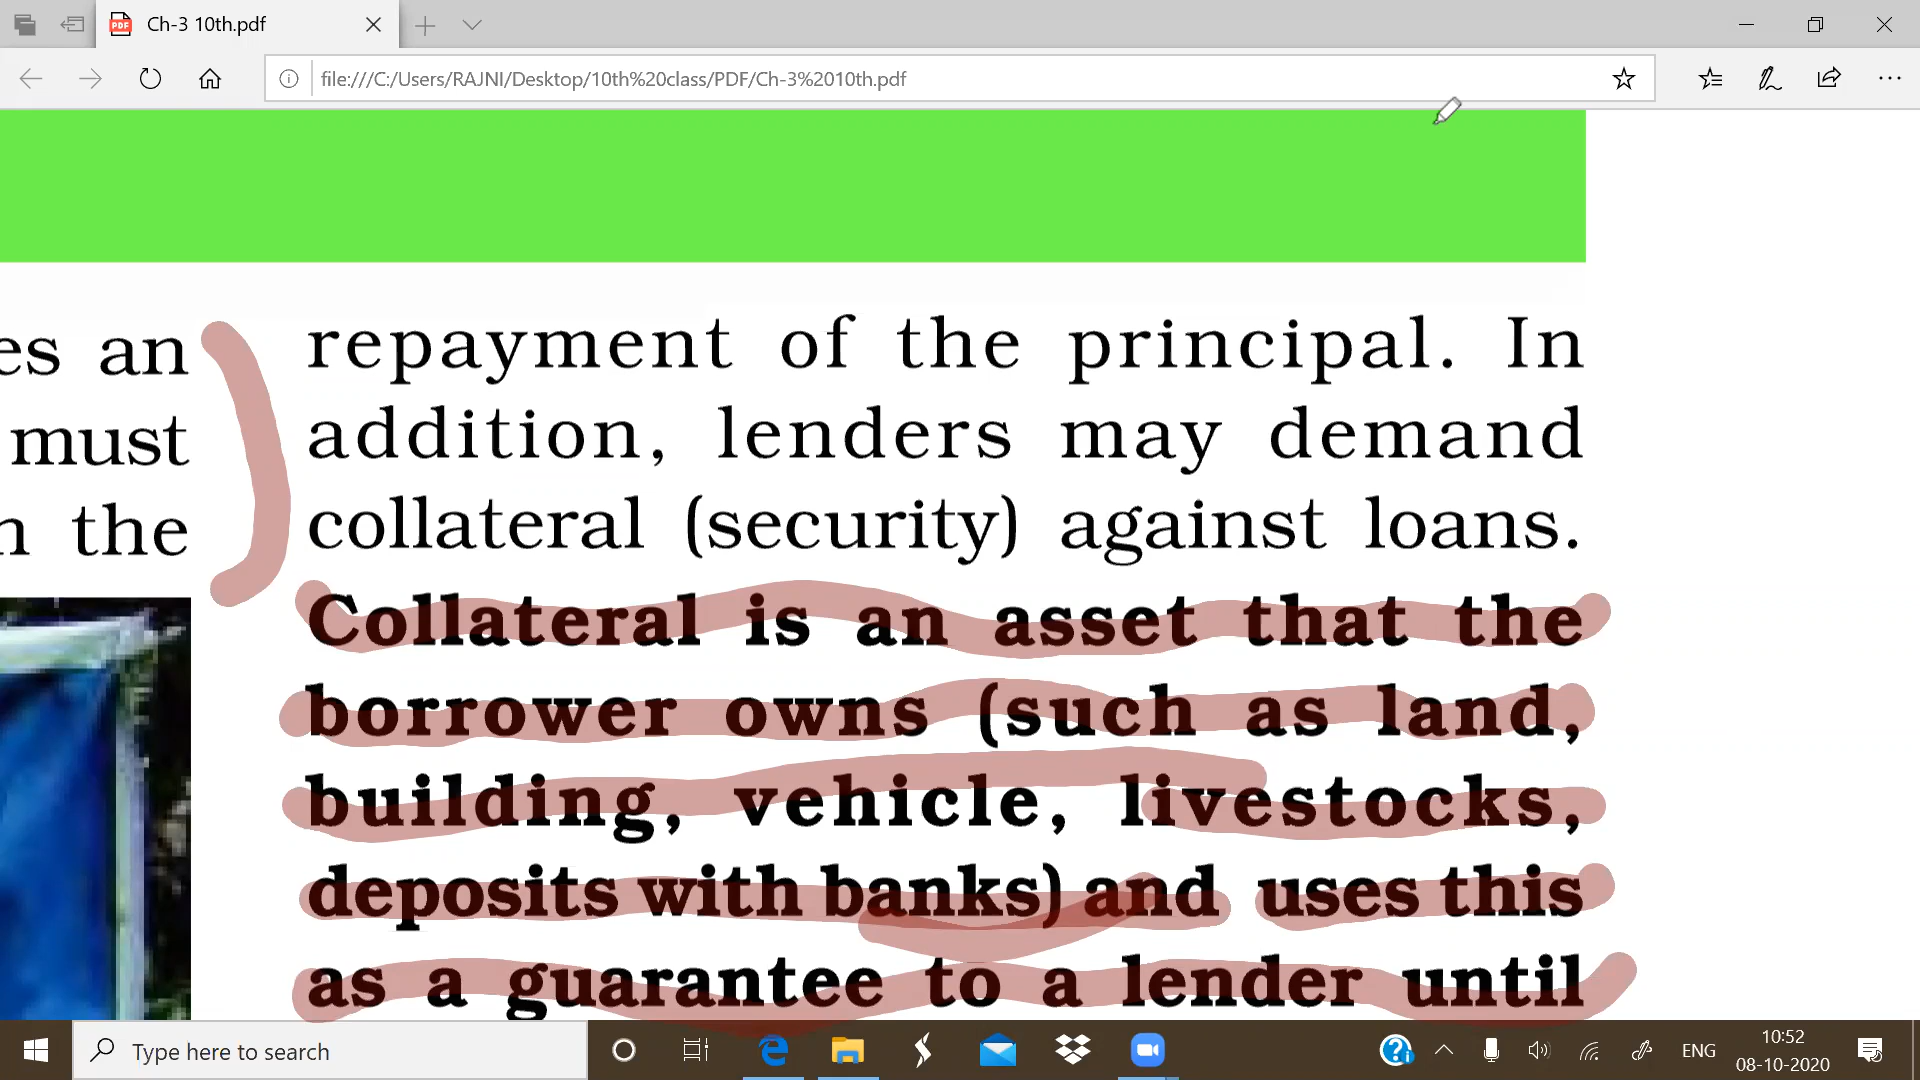 Ch-3 10th.pdf
file:///C:/Users/RAJNI/Desktop/10th%20class/PDF/Ch-3%2010th.pdf
es an
must
the
repayment of the principal. In
addition, lenders may demand
collateral (security) against loans.
Collateral is an asset that the
borrower owns (such as land,
building, vehicle, livestocks,
deposits with banks) and uses this
as a guarantee to a lender until
Type here to search
ENG
10:52
08-10-2020